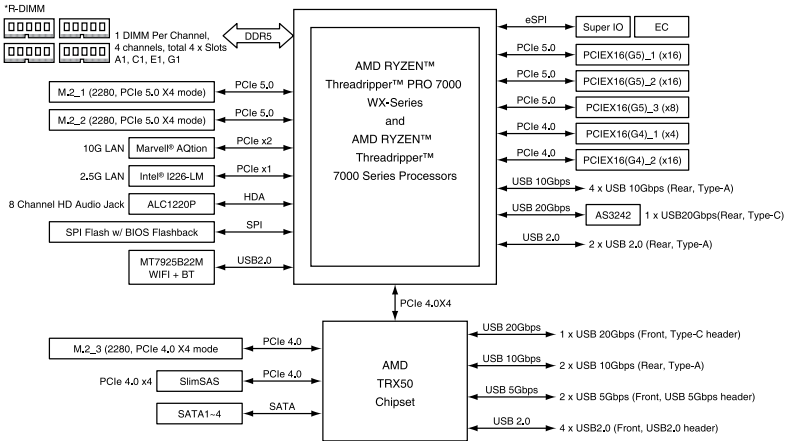 *R-DIMM
1 DIMM Per Channel,
4 channels, total 4 x Slots
A1, C1, E1, G1
DDR5
M.2_1 (2280, PCIe 5.0 X4 mode)
PCIe 5.0
M.2_2 (2280, PCIe 5.0 X4 mode)
PCIe 5.0
10G LAN
Marvell® AQtion
PCIe x2
2.5G LAN
Intel® I226-LM
PCIe x1
8 Channel HD Audio Jack
ALC1220P
HDA
SPI Flash w/ BIOS Flashback
SPI
MT7925B22M
WIFI + BT
USB2.0
AMD RYZEN™
Threadripper™ PRO 7000
WX-Series
and
AMD RYZEN™
Threadripper™
7000 Series Processors
eSPI
Super IO
EC
PCIe 5.0
PCIEX16(G5)_1 (x16)
PCIe 5.0
PCIEX16(G5)_2 (x16)
PCIe 5.0
PCIEX16(G5)_3 (x8)
PCIe 4.0
PCIEX16(G4)_1 (x4)
PCIe 4.0
PCIEX16(G4)_2 (x16)
USB 10Gbps
4 x USB 10Gbps (Rear, Type-A)
USB 20Gbps
AS3242
1 x USB20Gbps(Rear, Type-C)
USB 2.0
2 x USB 2.0 (Rear, Type-A)
PCIe 4.0X4
M.2_3 (2280, PCIe 4.0 X4 mode
PCIe 4.0
PCIe 4.0 x4
SlimSAS
PCIe 4.0
SATA1~4
SATA
AMD
TRX50
Chipset
USB 20Gbps
1 x USB 20Gbps (Front, Type-C header)
USB 10Gbps
2 x USB 10Gbps (Rear, Type-A)
USB 5Gbps
2 x USB 5Gbps (Front, USB 5Gbps header)
USB 2.0
4 x USB2.0 (Front, USB2.0 header)